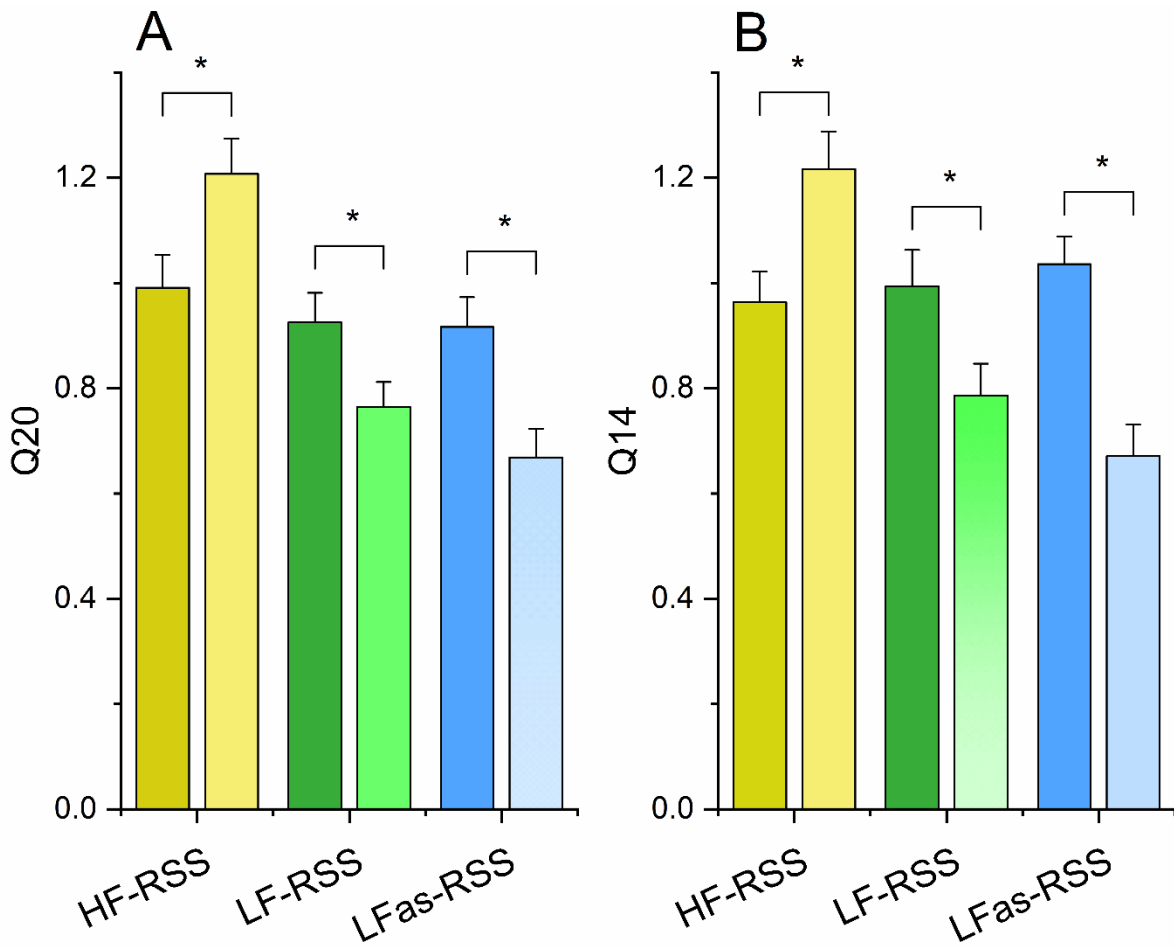 A
*
*
*
Q20
1.2
0.8
0.4
0.0
HF-RSS
LF-RSS
LFas-RSS
B
*
*
*
Q14
1.2
0.8
0.4
0.0
HF-RSS
LF-RSS
LFas-RSS